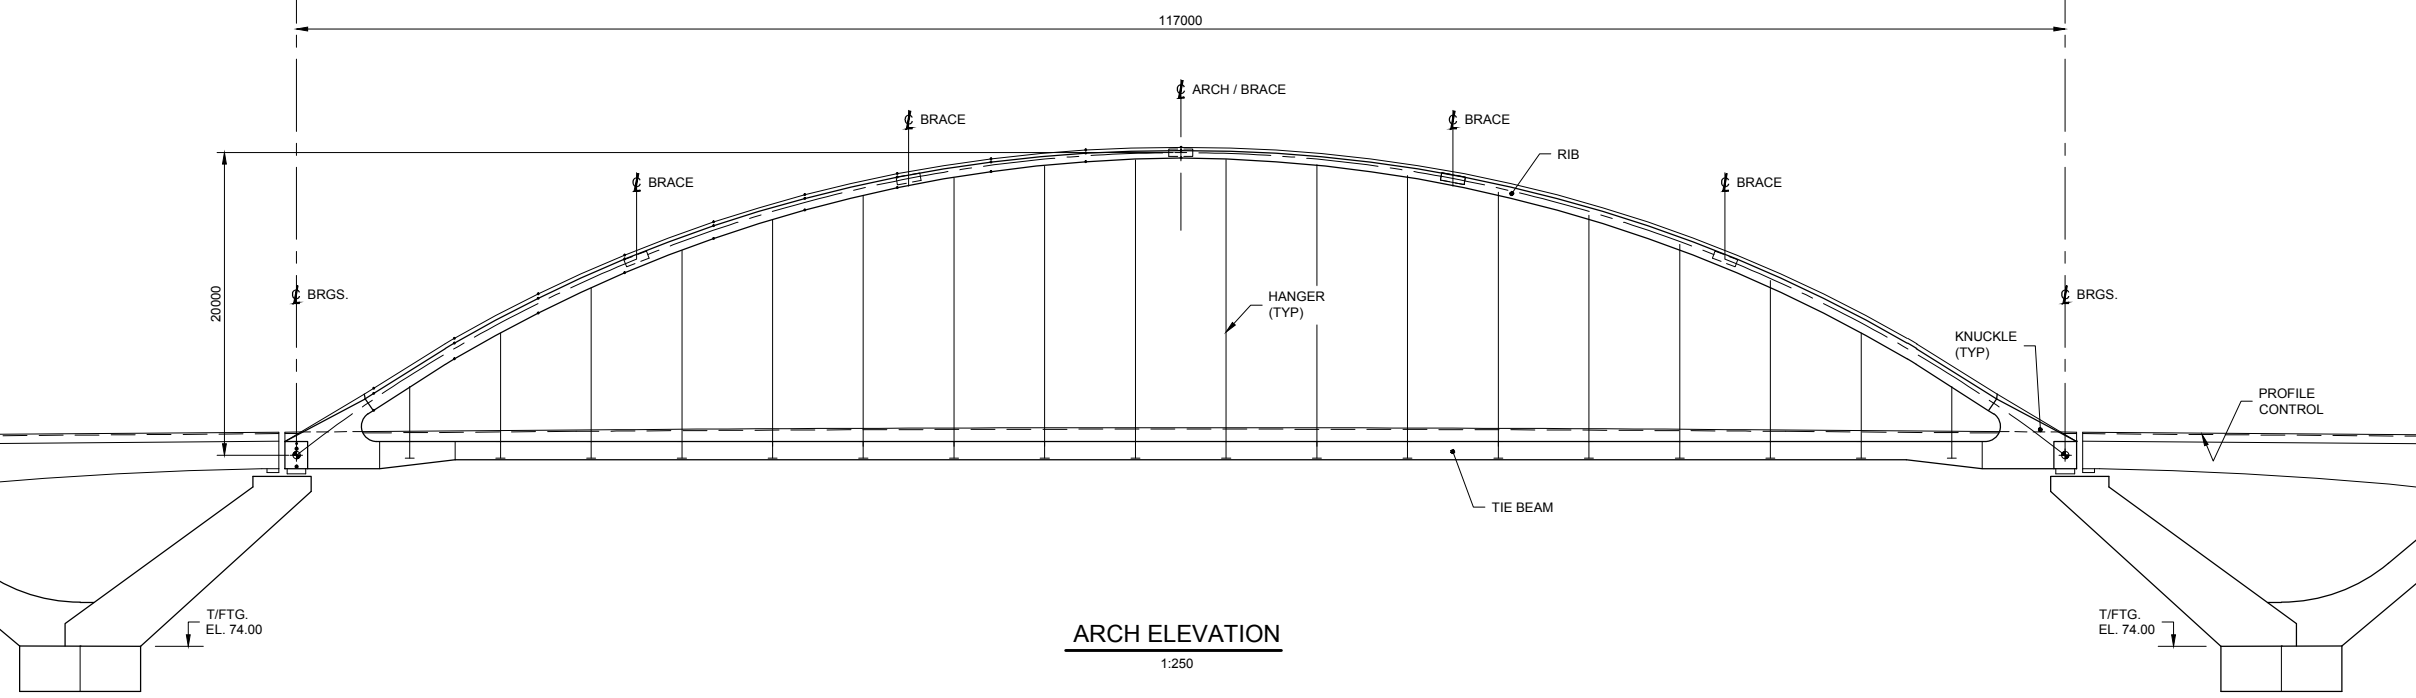 117000
℄ ARCH / BRACE
℄ BRACE
℄ BRACE
RIB
℄ BRACE
℄ BRACE
20000
℄ BRGS.
HANGER
(TYP)
℄ BRGS.
KNUCKLE
(TYP)
PROFILE
CONTROL
TIE BEAM
T/FTG.
EL. 74.00
T/FTG.
EL. 74.00
ARCH ELEVATION
1:250